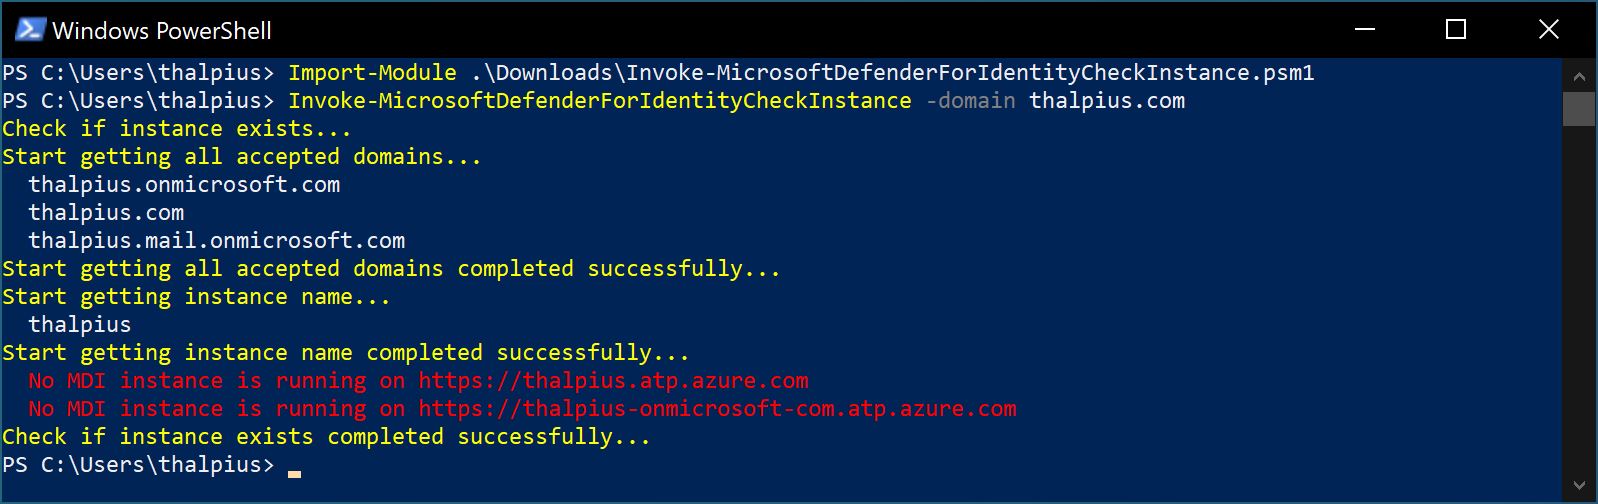 Windows PowerShell
PS C:\Users\thalpius> Import-Module .\Downloads\Invoke-MicrosoftDefenderForIdentityCheckInstance.psm1
PS C:\Users\thalpius> Invoke-MicrosoftDefenderForIdentityCheckInstance -domain thalpius.com
Check if instance exists...
Start getting all accepted domains...
  thalpius.onmicrosoft.com
  thalpius.com
  thalpius.mail.onmicrosoft.com
Start getting all accepted domains completed successfully...
Start getting instance name...
  thalpius
Start getting instance name completed successfully...
  No MDI instance is running on https://thalpius.atp.azure.com
  No MDI instance is running on https://thalpius-onmicrosoft-com.atp.azure.com
Check if instance exists completed successfully...
PS C:\Users\thalpius>